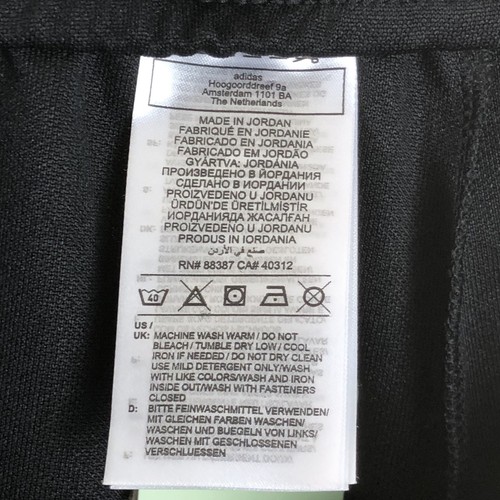 adidas
Hoogoorddreef 9a
Amsterdam 1101 BA
The Netherlands
MADE IN JORDAN
FABRIQUÉ EN JORDANIE
FABRICADO EN JORDANIA
FABRICADO EM JORDÃO
GYÁRTVA: JORDÁNIA
ПРОИЗВЕДЕНО В ЙОРДАНИЯ
СДЕЛАНО В ИОРДАНИИ
PROIZVEDENO U JORDANU
ÜRDÜN'DE ÜRETİLMİSTİR
ИОРДАНИЯДА ЖАСАЛҒАН
PROIZVEDENO U JORDANU
PRODUS IN IORDANIA
صنع في الأردن
RN# 88387 CA# 40312
40
US /
UK: MACHINE WASH WARM / DO NOT
BLEACH / TUMBLE DRY LOW / COOL
IRON IF NEEDED / DO NOT DRY CLEAN
USE MILD DETERGENT ONLY/WASH
WITH LIKE COLORS/WASH AND IRON
INSIDE OUT/WASH WITH FASTENERS
CLOSED
D: BITTE FEINWASCHMITTEL VERWENDEN/
MIT GLEICHEN FARBEN WASCHEN/
WASCHEN UND BUEGELN VON LINKS/
WASCHEN MIT GESCHLOSSENEN
VERSCHLUESSEN